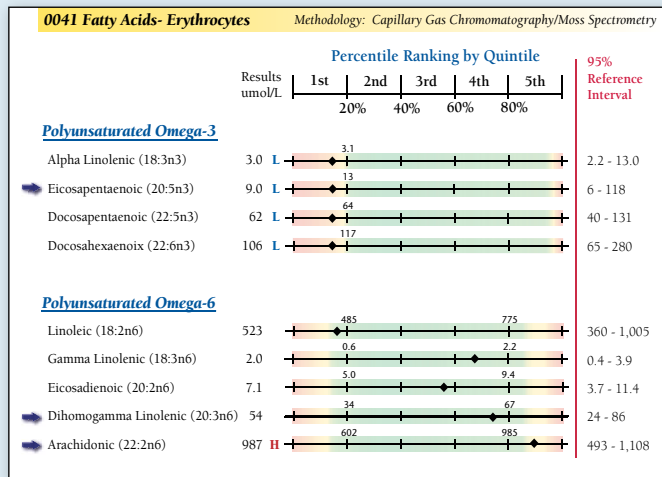 0041 Fatty Acids- Erythrocytes Methodology: Capillary Gas Chromomatography/Moss Spectrometry
Percentile Ranking by Quintile
95% Reference Interval
Results umol/L
1st 2nd 3rd 4th 5th
20% 40% 60% 80%
Polyunsaturated Omega-3
3.1
Alpha Linolenic (18:3n3) 3.0 L 2.2 - 13.0
13
Eicosapentaenoic (20:5n3) 9.0 L 6 - 118
64
Docosapentaenoic (22:5n3) 62 L 40 - 131
117
Docosahexaenoix (22:6n3) 106 L 65 - 280
Polyunsaturated Omega-6
485 775
Linoleic (18:2n6) 523 360 - 1,005
0.6 2.2
Gamma Linolenic (18:3n6) 2.0 0.4 - 3.9
5.0 9.4
Eicosadienoic (20:2n6) 7.1 3.7 - 11.4
34 67
Dihomogamma Linolenic (20:3n6) 54 24 - 86
602 985
Arachidonic (22:2n6) 987 H 493 - 1,108